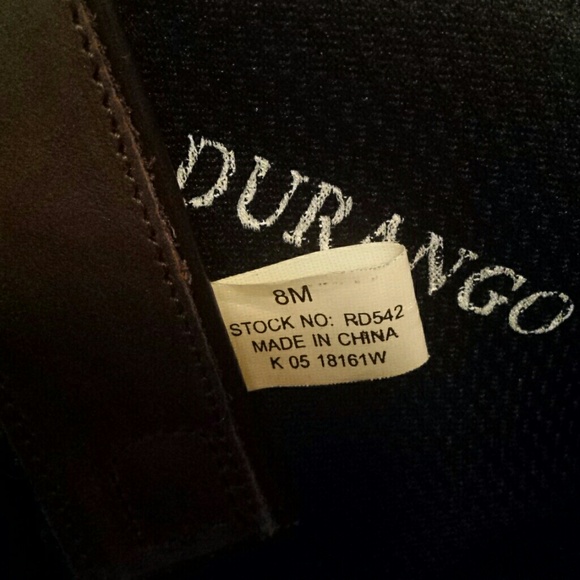 DURANGO
8M
STOCK NO: RD542
MADE IN CHINA
K 05 18161W